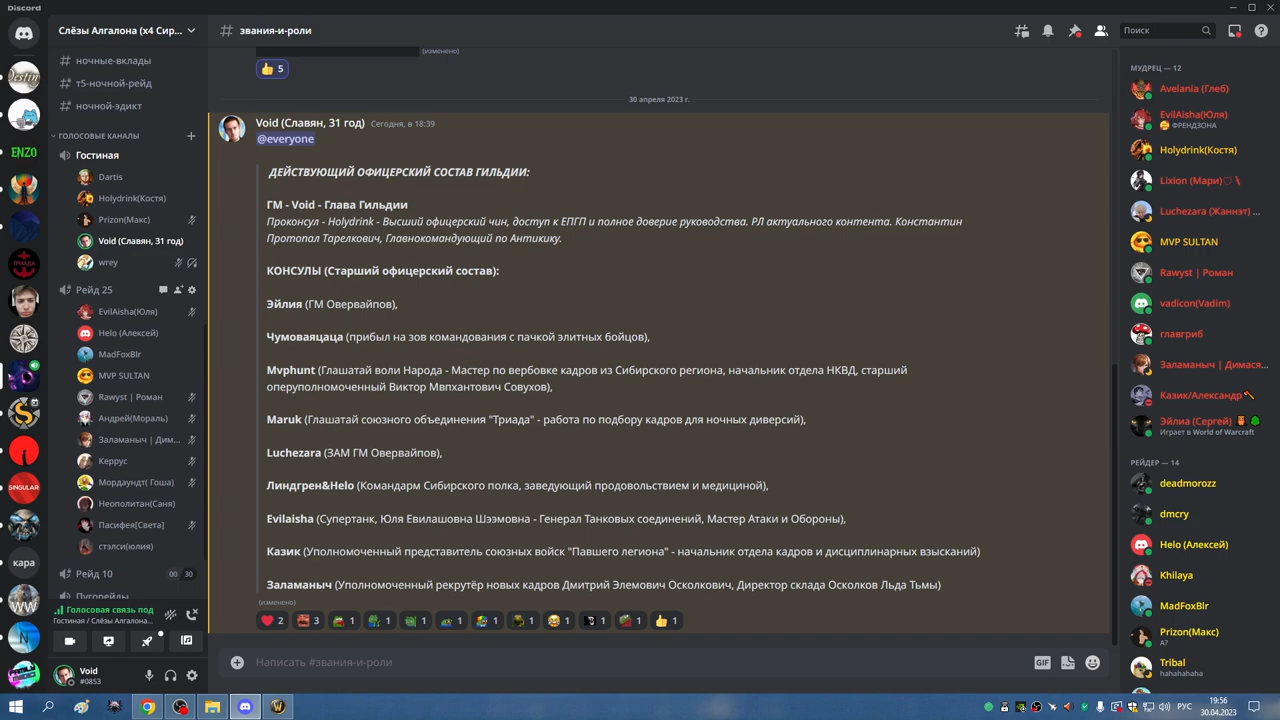 Discord
Слёзы Алгалона (x4 Сир...
ночные-вклады
т5-ночной-рейд
ночной-эдикт
ГОЛОСОВЫЕ КАНАЛЫ
Гостиная
Dartis
Holydrink(Костя)
Prizon(Макс)
Void (Славян, 31 год)
wrey
Рейд 25
EvilAisha(Юля)
Helo (Алексей)
MadFoxBlr
MVP SULTAN
Rawyst | Роман
Андрей(Мораль)
Заламаныч | Дим...
Керрус
Мордаундт( Гоша)
Неополитан(Саня)
Пасифея[Света]
стэлси(юлия)
Рейд 10 00 30
Пугорейды
Голосовая связь под
Гостиная / Слёзы Алгалона...
Void
#0853
ENZO
ТРИАДА
SINGULAR
кара
WW
# звания-и-роли
Поиск
(изменено)
👍 5
30 апреля 2023 г.
Void (Славян, 31 год) Сегодня, в 18:39
@everyone
ДЕЙСТВУЮЩИЙ ОФИЦЕРСКИЙ СОСТАВ ГИЛЬДИИ:
ГМ - Void - Глава Гильдии
Проконсул - Holydrink - Высший офицерский чин, доступ к ЕПГП и полное доверие руководства. РЛ актуального контента. Константин
Протопал Тарелкович, Главнокомандующий по Антикику.
КОНСУЛЫ (Старший офицерский состав):
Эйлия (ГМ Овервайпов),
Чумоваяцаца (прибыл на зов командования с пачкой элитных бойцов),
Mvphunt (Глашатай воли Народа - Мастер по вербовке кадров из Сибирского региона, начальник отдела НКВД, старший
оперуполномоченный Виктор Мвпхантович Совухов),
Maruk (Глашатай союзного объединения "Триада" - работа по подбору кадров для ночных диверсий),
Luchezara (ЗАМ ГМ Овервайпов),
Линдгрен&Helo (Командарм Сибирского полка, заведующий продовольствием и медициной),
Evilaisha (Супертанк, Юля Евилашовна Шээмовна - Генерал Танковых соединений, Мастер Атаки и Обороны),
Казик (Уполномоченный представитель союзных войск "Павшего легиона" - начальник отдела кадров и дисциплинарных взысканий)
Заламаныч (Уполномоченный рекрутёр новых кадров Дмитрий Элемович Осколкович, Директор склада Осколков Льда Тьмы)
(изменено)
2 3 1 1 1 1 1 1 1 1 1 1
Написать #звания-и-роли
GIF
МУДРЕЦ — 12
Avelania (Глеб)
EvilAisha(Юля)
ФРЕНДЗОНА
Holydrink(Костя)
Lixion (Мари)♡
Luchezara (Жаннэт) ...
MVP SULTAN
Rawyst | Роман
vadicon(Vadim)
главгриб
Заламаныч | Димася...
Казик/Александр
Эйлиа (Сергей)
Играет в World of Warcraft
РЕЙДЕР — 14
deadmorozz
dmcry
Helo (Алексей)
Khilaya
MadFoxBlr
Prizon(Макс)
А?
Tribal
hahahahaha
РУС
19:56
30.04.2023